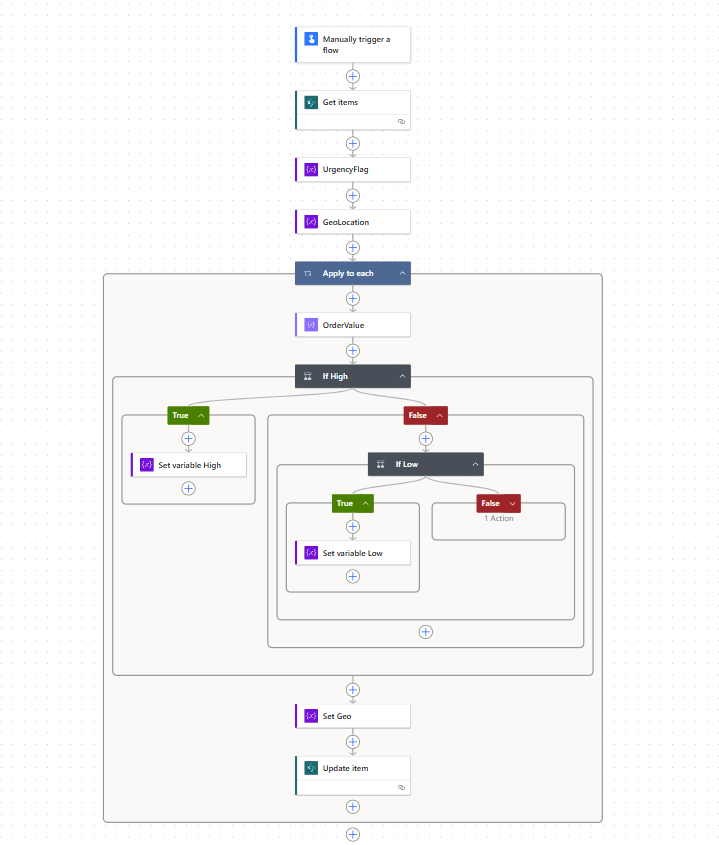 Manually trigger a
flow
Get items
UrgencyFlag
GeoLocation
Apply to each
OrderValue
If High
True
False
Set variable High
If Low
True
False
1 Action
Set variable Low
Set Geo
Update item